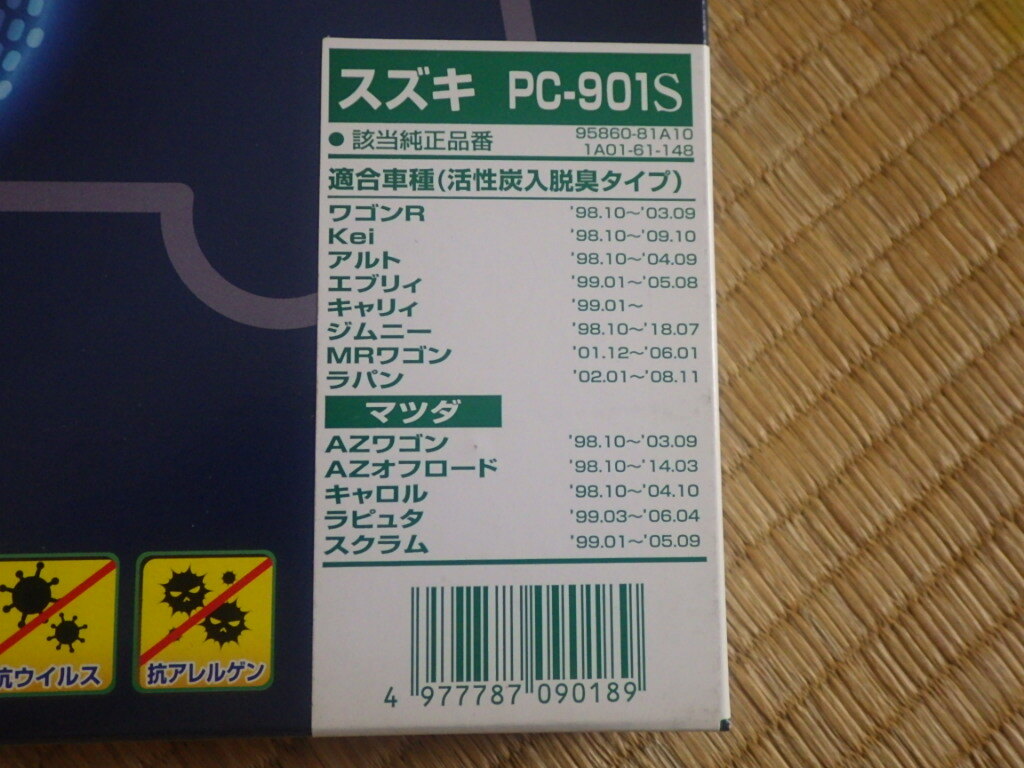 スズキ PC-901S
●該当純正品番 95860-81A10
1A01-61-148
適合車種(活性炭入脱臭タイプ)
ワゴンR '98.10～'03.09
Kei '98.10～'09.10
アルト '98.10～'04.09
エブリィ '99.01～'05.08
キャリィ '99.01～
ジムニー '98.10～'18.07
MRワゴン '01.12～'06.01
ラパン '02.01～'08.11
マツダ
AZワゴン '98.10～'03.09
AZオフロード '98.10～'14.03
キャロル '98.10～'04.10
ラピュタ '99.03～'06.04
スクラム '99.01～'05.09
抗ウイルス
抗アレルゲン
4 977787 090189